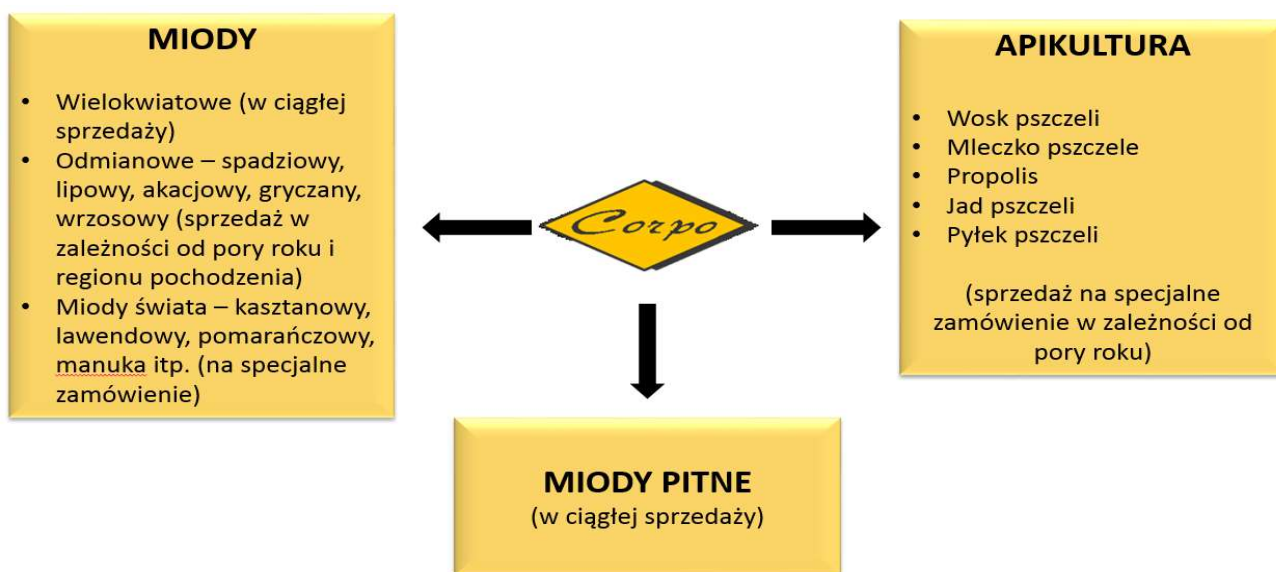 MIODY
• Wielokwiatowe (w ciągłej
sprzedaży)
• Odmianowe – spadziowy,
lipowy, akacjowy, gryczany,
wrzosowy (sprzedaż w
zależności od pory roku i
regionu pochodzenia)
• Miody świata – kasztanowy,
lawendowy, pomarańczowy,
manuka itp. (na specjalne
zamówienie)
Corpo
APIKULTURA
• Wosk pszczeli
• Mleczko pszczele
• Propolis
• Jad pszczeli
• Pyłek pszczeli
(sprzedaż na specjalne
zamówienie w zależności od
pory roku)
MIODY PITNE
(w ciągłej sprzedaży)